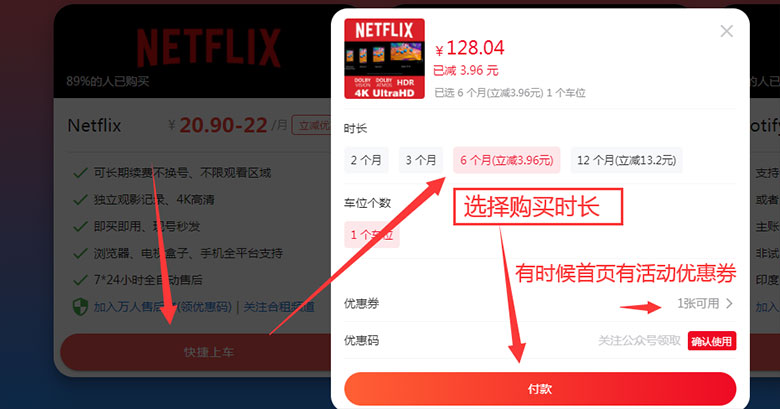 NETFLIX
89%的人已购买
Netflix
¥ 20.90-22 /月 立减优
可长期续费不换号、不限观看区域
独立观影记录、4K高清
即买即用、现号秒发
浏览器、电视盒子、手机全平台支持
7*24小时全自动售后
加入万人售后 (领优惠码) | 关注合租频道
快捷上车
NETFLIX
DOLBY VISION DOLBY ATMOS HDR
4K UltraHD
¥ 128.04
已减 3.96 元
已选 6 个月(立减3.96元) 1 个车位
时长
2 个月 3 个月 6 个月(立减3.96元) 12 个月(立减13.2元)
车位个数
选择购买时长
1 个车位
有时候首页有活动优惠券
优惠券 1张可用
优惠码 关注公众号领取 确认使用
付款
otify
支持
或者
主账
非试
印度